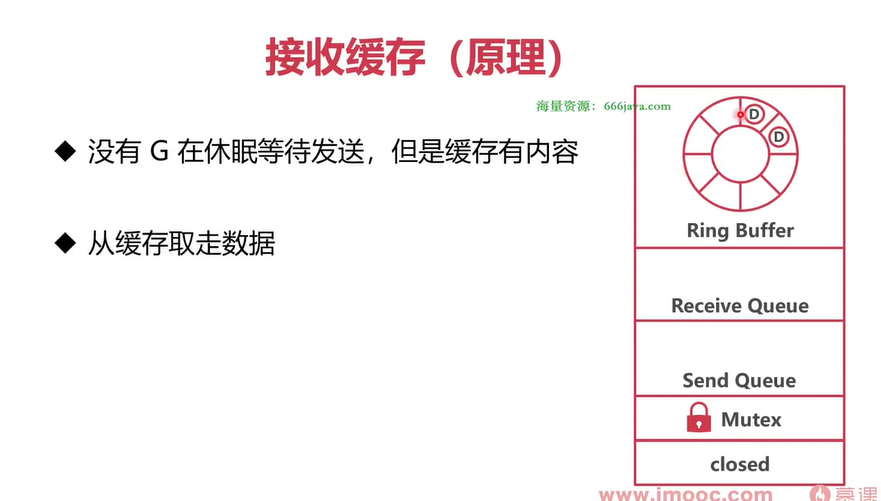 接收缓存（原理）
海量资源：666java.com
◆ 没有 G 在休眠等待发送，但是缓存有内容
◆ 从缓存取走数据
D
D
Ring Buffer
Receive Queue
Send Queue
Mutex
closed
www.imooc.com
慕课